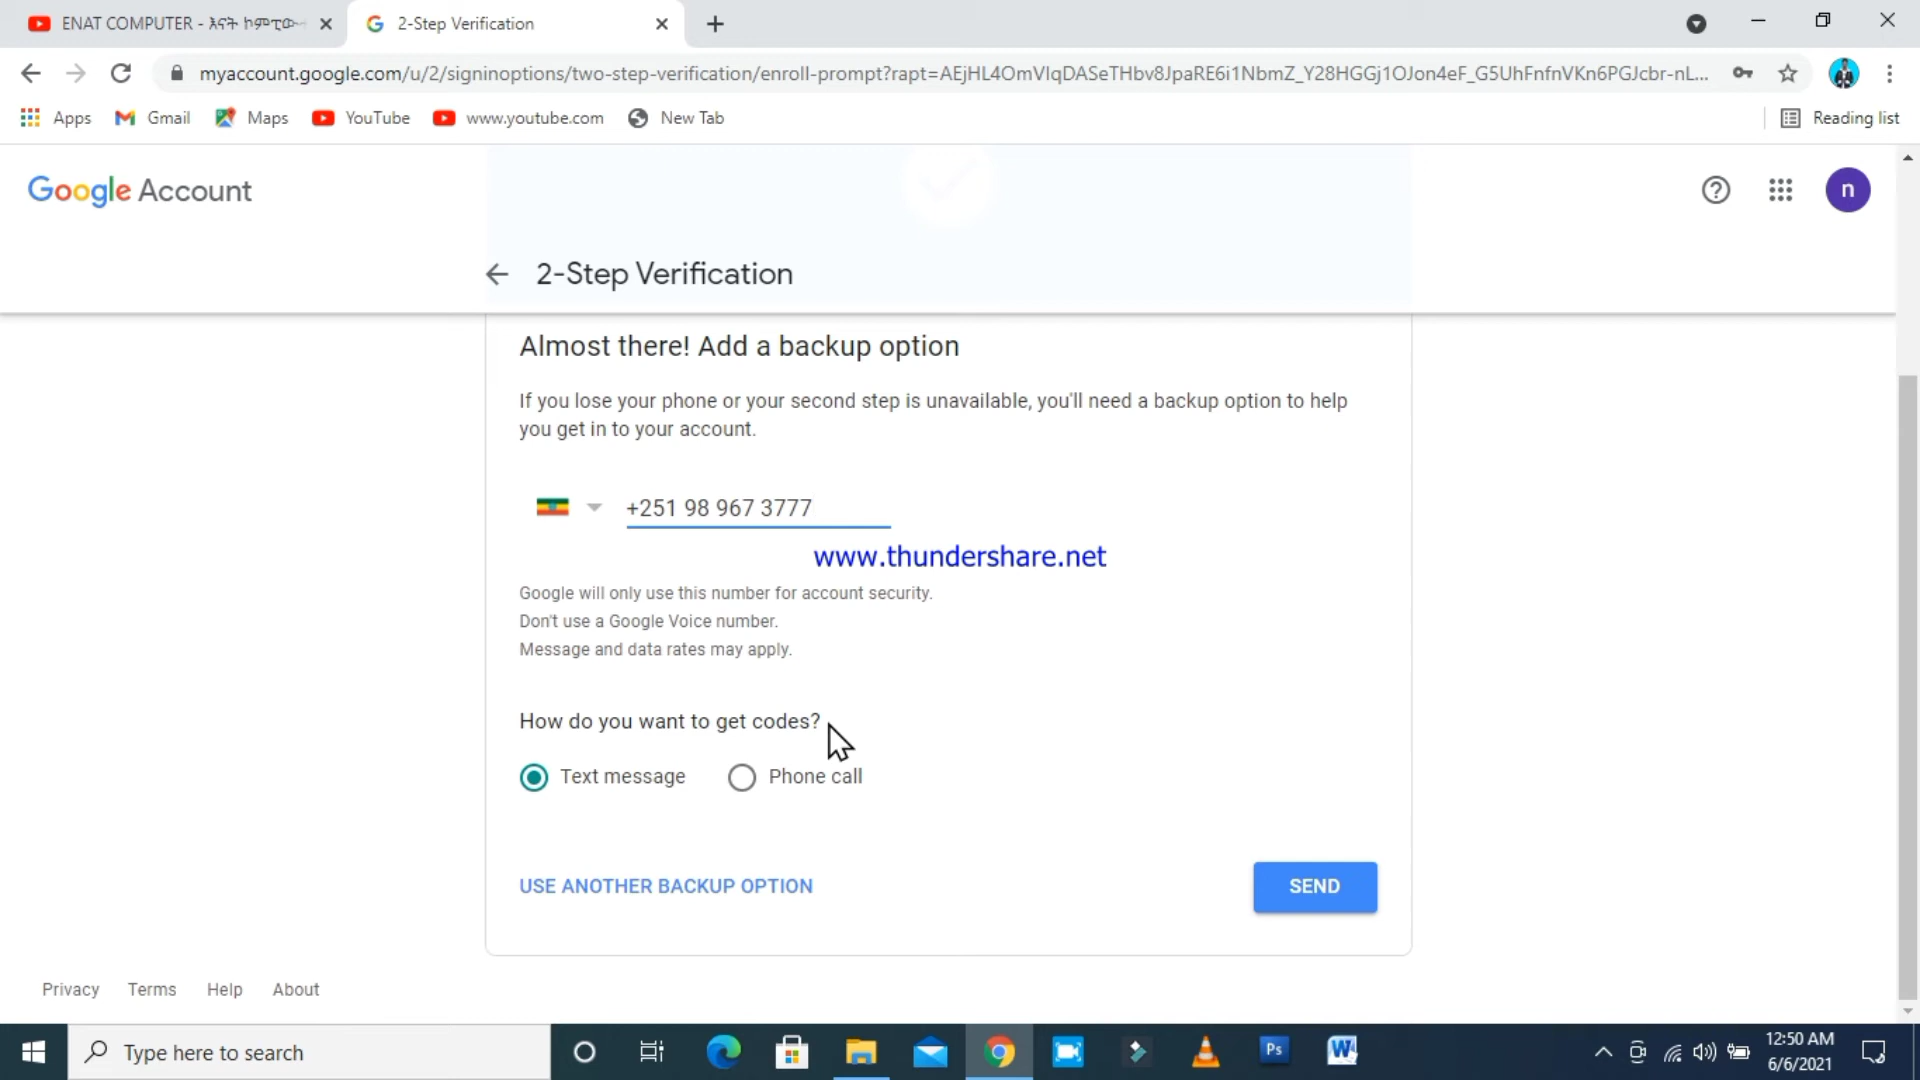 ENAT COMPUTER - እናት ኮምፒው
2-Step Verification
myaccount.google.com/u/2/signinoptions/two-step-verification/enroll-prompt?rapt=AEjHL4OmVIqDASeTHbv8JpaRE6i1NbmZ_Y28HGGj1OJon4eF_G5UhFnfnVKn6PGJcbr-nL...
Apps
Gmail
Maps
YouTube
www.youtube.com
New Tab
Reading list
Google Account
n
2-Step Verification
Almost there! Add a backup option
If you lose your phone or your second step is unavailable, you'll need a backup option to help
you get in to your account.
+251 98 967 3777
www.thundershare.net
Google will only use this number for account security.
Don't use a Google Voice number.
Message and data rates may apply.
How do you want to get codes?
Text message
Phone call
USE ANOTHER BACKUP OPTION
SEND
Privacy
Terms
Help
About
Type here to search
Ps
W
12:50 AM
6/6/2021